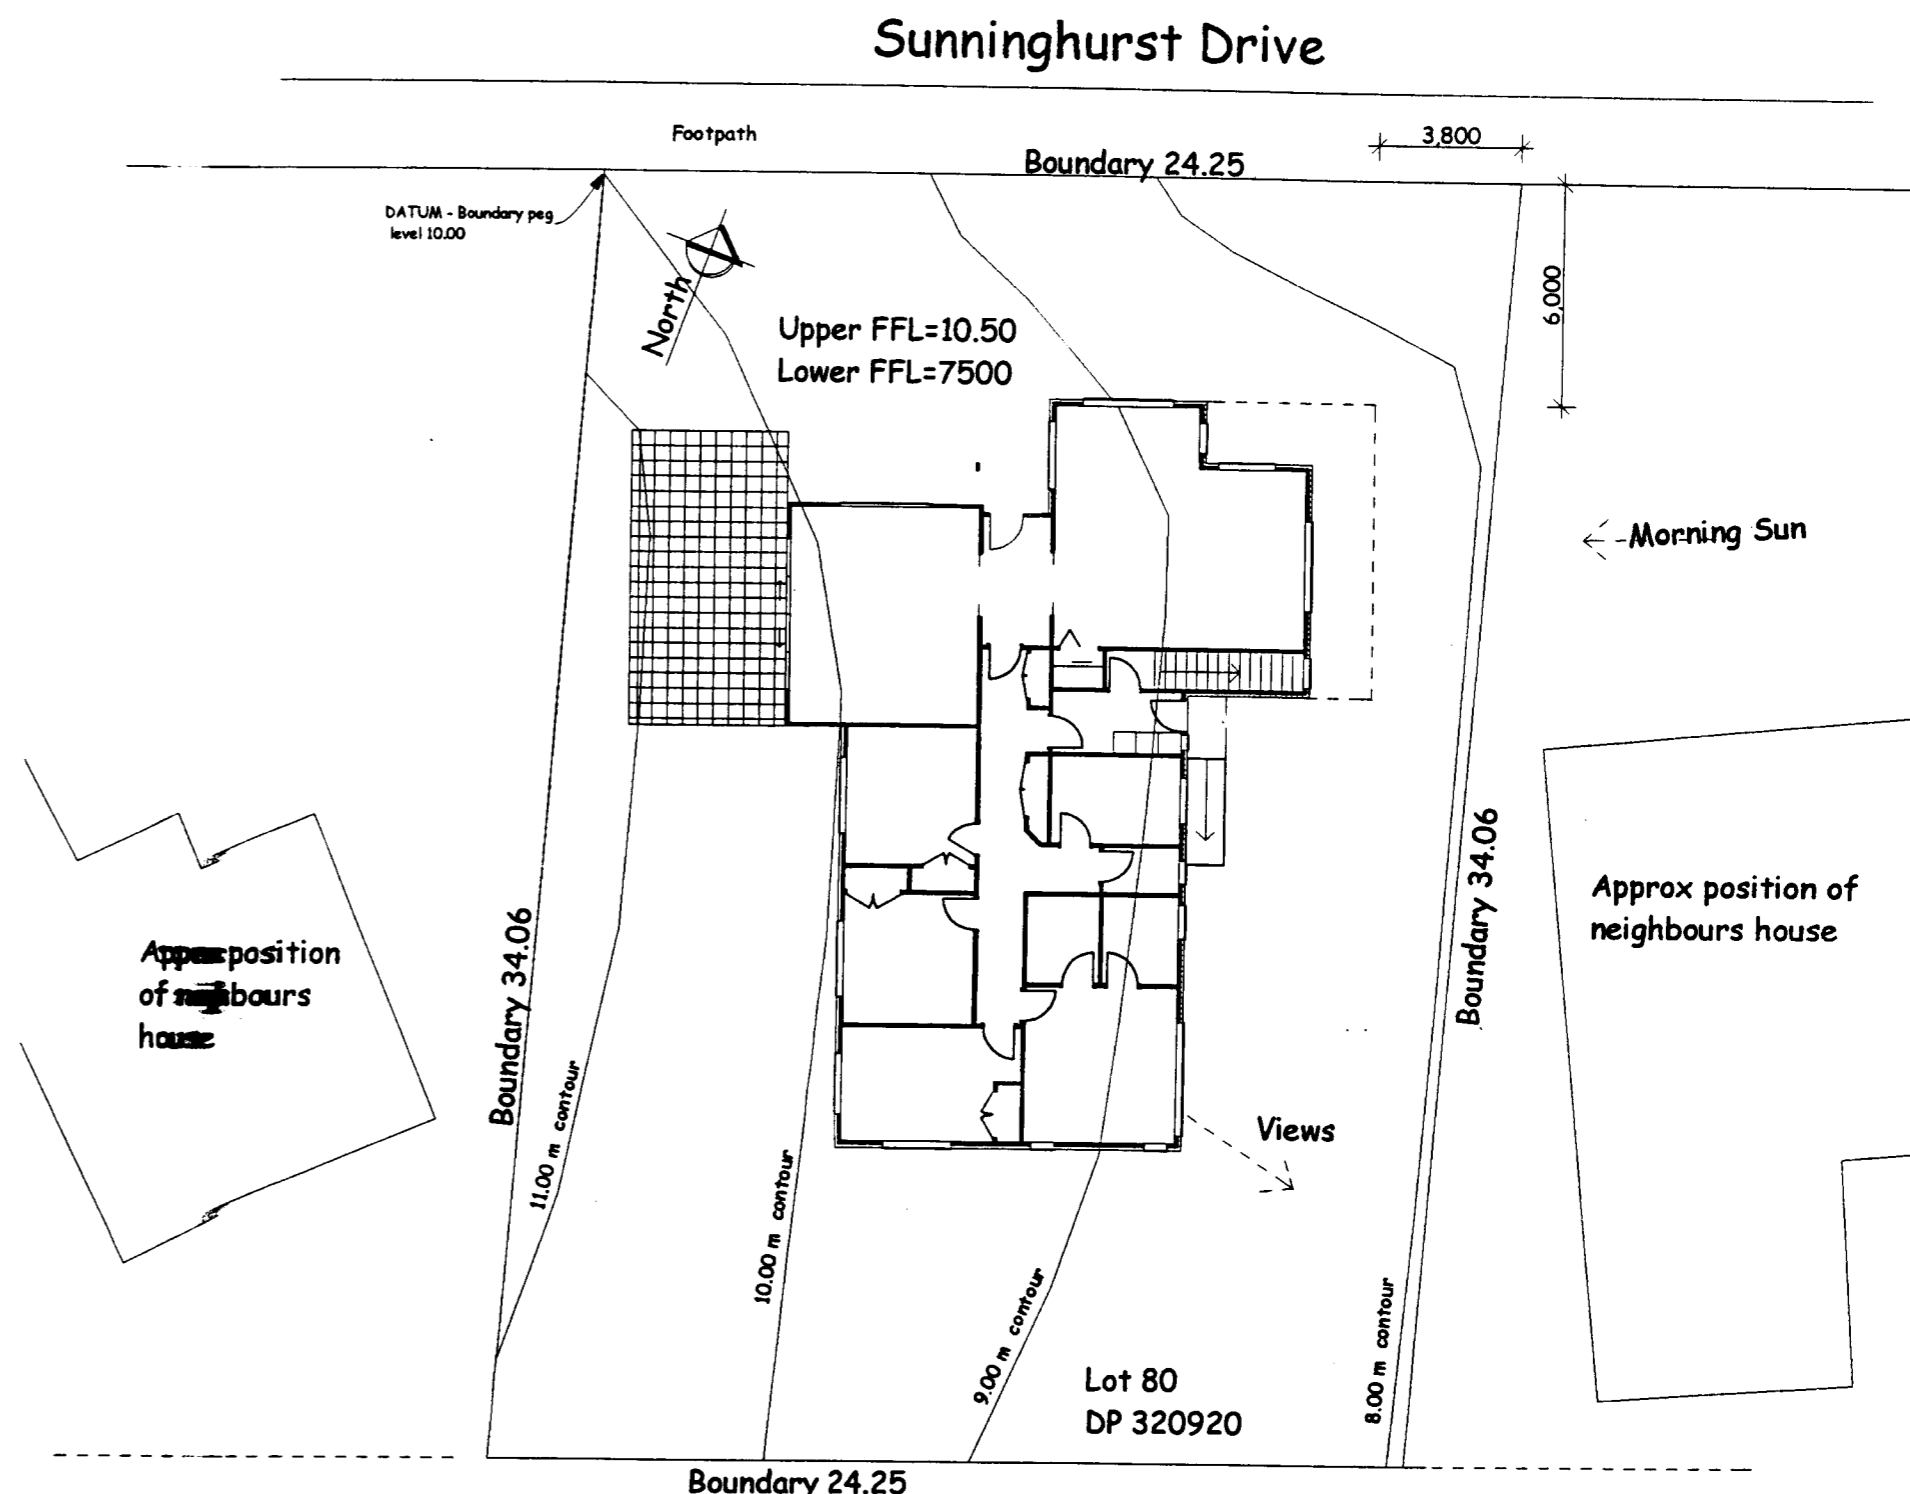 Sunninghurst Drive
Footpath
3,800
Boundary 24.25
DATUM - Boundary peg
level 10.00
North
6,000
Upper FFL=10.50
Lower FFL=7500
Morning Sun
Boundary 34.06
Boundary 34.06
Approx position of
neighbours house
position
of
house
11.00 m contour
10.00 m contour
9.00 m contour
8.00 m contour
Views
Lot 80
DP 320920
Boundary 24.25